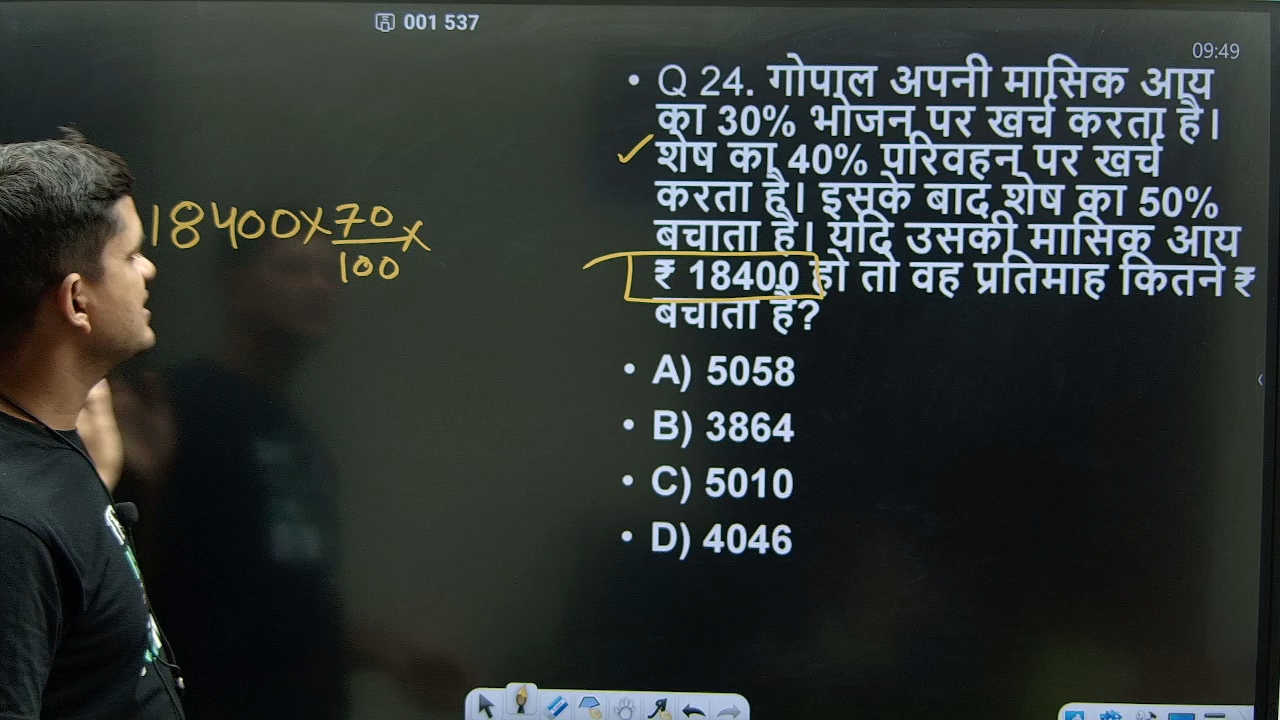 001 537
09:49
• Q 24. गोपाल अपनी मासिक आय
का 30% भोजन पर खर्च करता है।
शेष का 40% परिवहन पर खर्च
करता है। इसके बाद शेष का 50%
बचाता है। यदि उसकी मासिक आय
₹ 18400 हो तो वह प्रतिमाह कितने ₹
बचाता है?
• A) 5058
• B) 3864
• C) 5010
• D) 4046
18400×70/100×